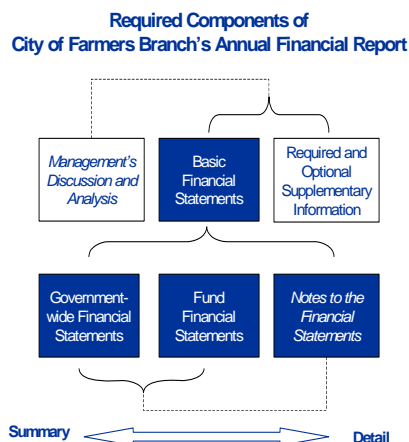 Required Components of
City of Farmers Branch's Annual Financial Report
Management's
Discussion and
Analysis
Basic
Financial
Statements
Required and
Optional
Supplementary
Information
Government-
wide Financial
Statements
Fund
Financial
Statements
Notes to the
Financial
Statements
Summary
Detail